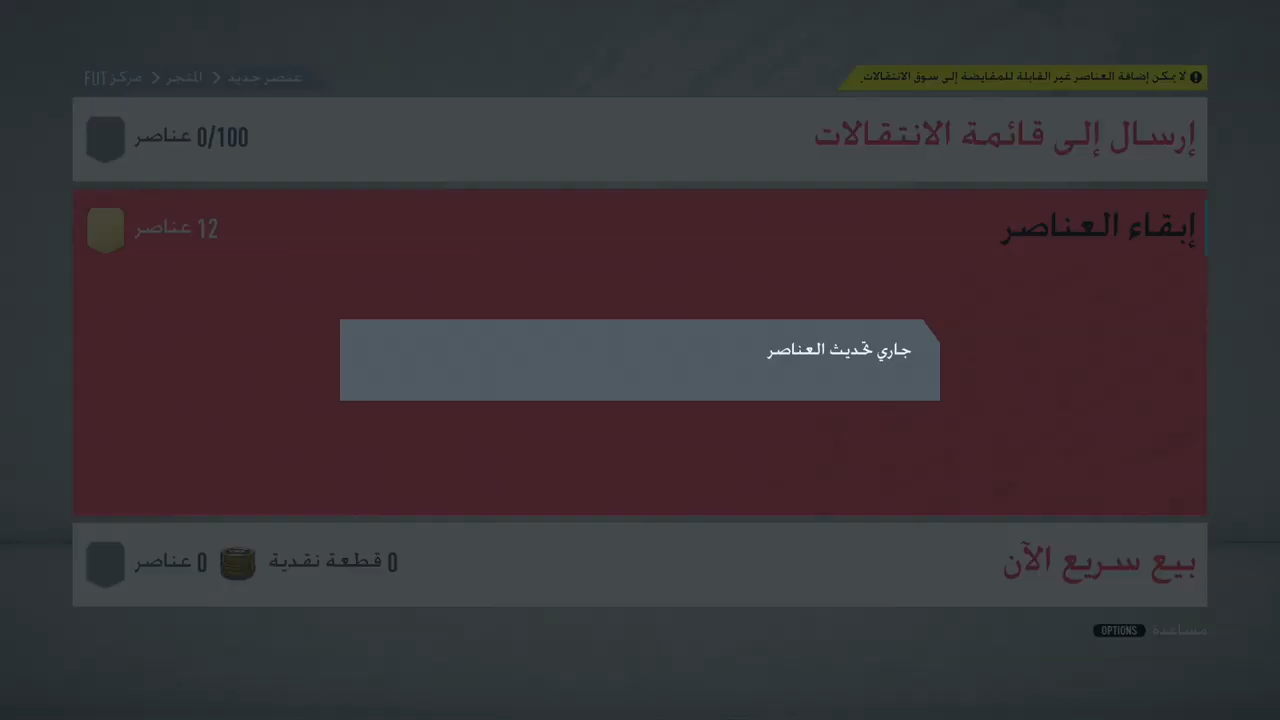 مركز FUT > المتجر > عنصر جديد
لا يمكن إضافة العناصر غير القابلة للمقايضة إلى سوق الانتقالات.
إرسال إلى قائمة الانتقالات
0/100 عناصر
إبقاء العناصر
12 عناصر
جاري تحديث العناصر
بيع سريع الآن
0 قطعة نقدية
0 عناصر
مساعدة OPTIONS